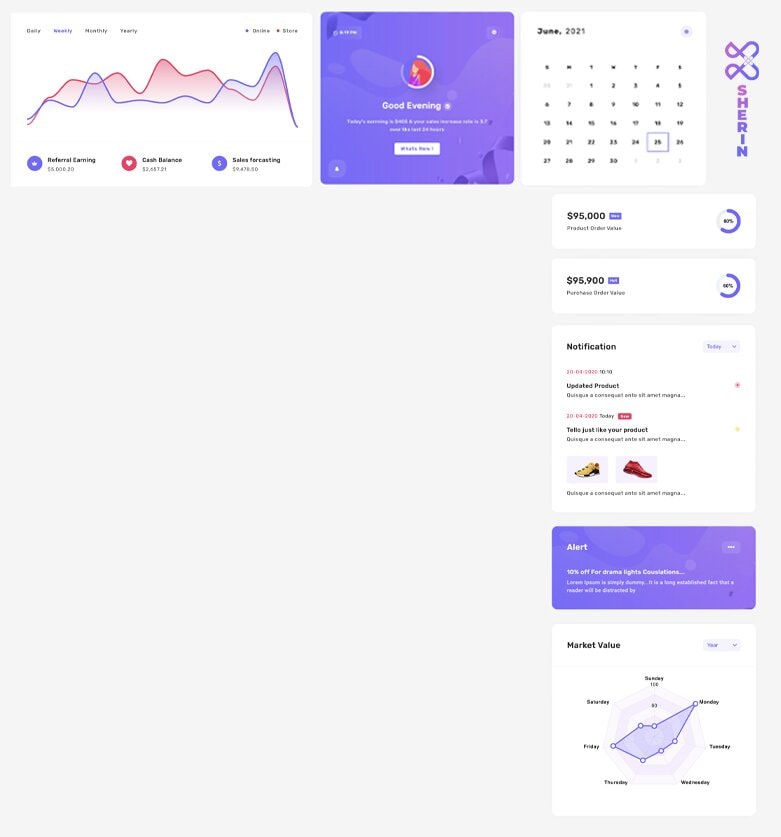 Daily Weekly Monthly Yearly
Online Store
Referral Earning
$5,000.20
Cash Balance
$2,657.21
Sales forcasting
$9,478.50
8:19 PM
Good Evening
Today's earrning is $405 & your sales increase rate is 3.7
over the last 24 hours
Whats New !
June, 2021
S M T W T F S
30 31 1 2 3 4 5
6 7 8 9 10 11 12
13 14 15 16 17 18 19
20 21 22 23 24 25 26
27 28 29 30 1 2 3
SHERIN
$95,000 New
Product Order Value
60%
$95,900 Hot
Purchase Order Value
60%
Notification
Today
20-04-2020 10:10
Updated Product
Quisque a consequat ante sit amet magna...
20-04-2020 Today New
Tello just like your product
Quisque a consequat ante sit amet magna...
Quisque a consequat ante sit amet magna...
Alert
10% off For drama lights Couslations...
Lorem Ipsum is simply dummy...It is a long established fact that a
reader will be distracted by
Market Value
Year
Sunday
100
Saturday
Monday
Friday
Tuesday
Thursday
Wednesday